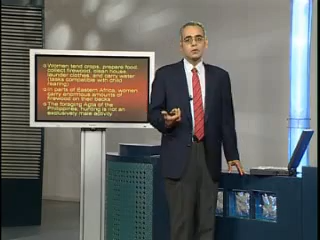 Women tend crops, prepare food,
collect firewood, clean house,
launder clothes, and carry water
(tasks compatible with child
rearing).
In parts of Eastern Africa, women
carry enormous amounts of
firewood on their backs.
The foraging Agta of the
Philippines, hunting is not an
exclusively male activity.